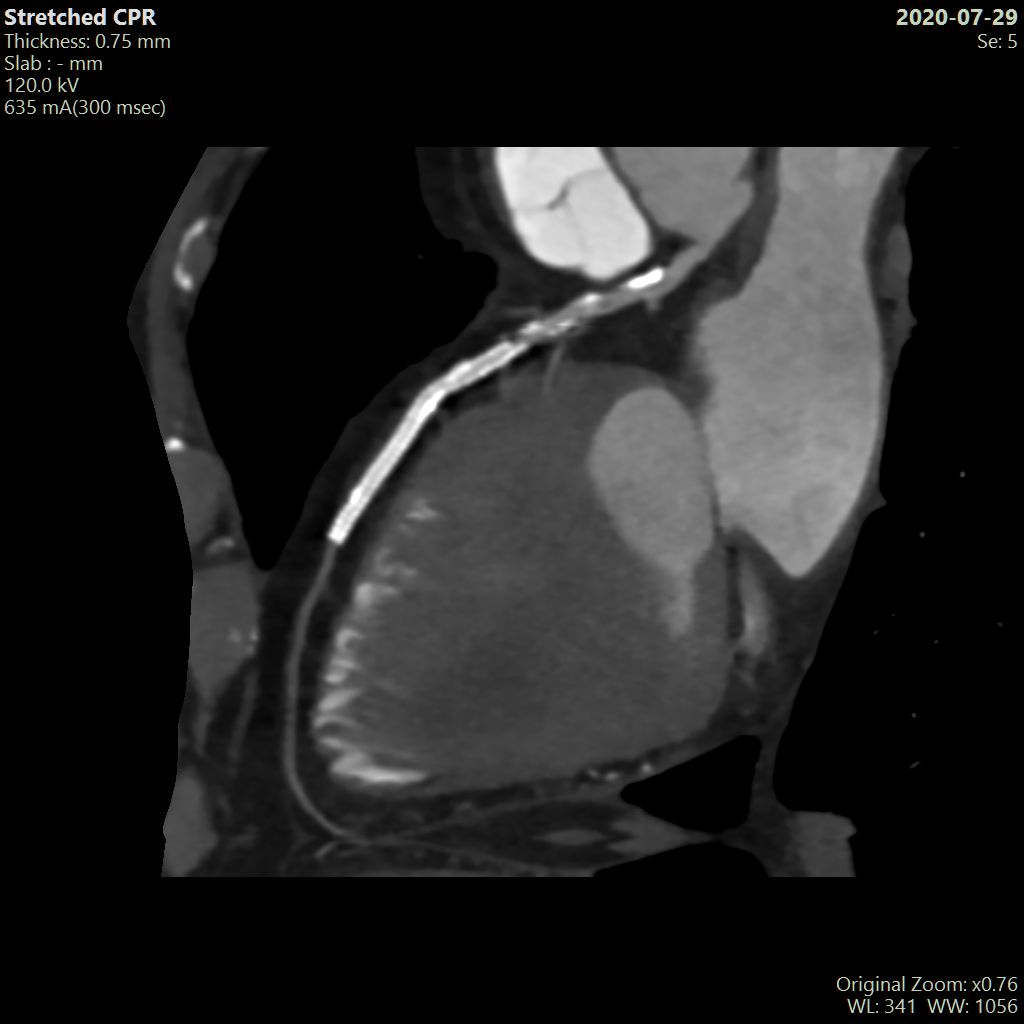 Stretched CPR
Thickness: 0.75 mm
Slab : - mm
120.0 kV
635 mA(300 msec)
2020-07-29
Se: 5
Original Zoom: x0.76
WL: 341 WW: 1056